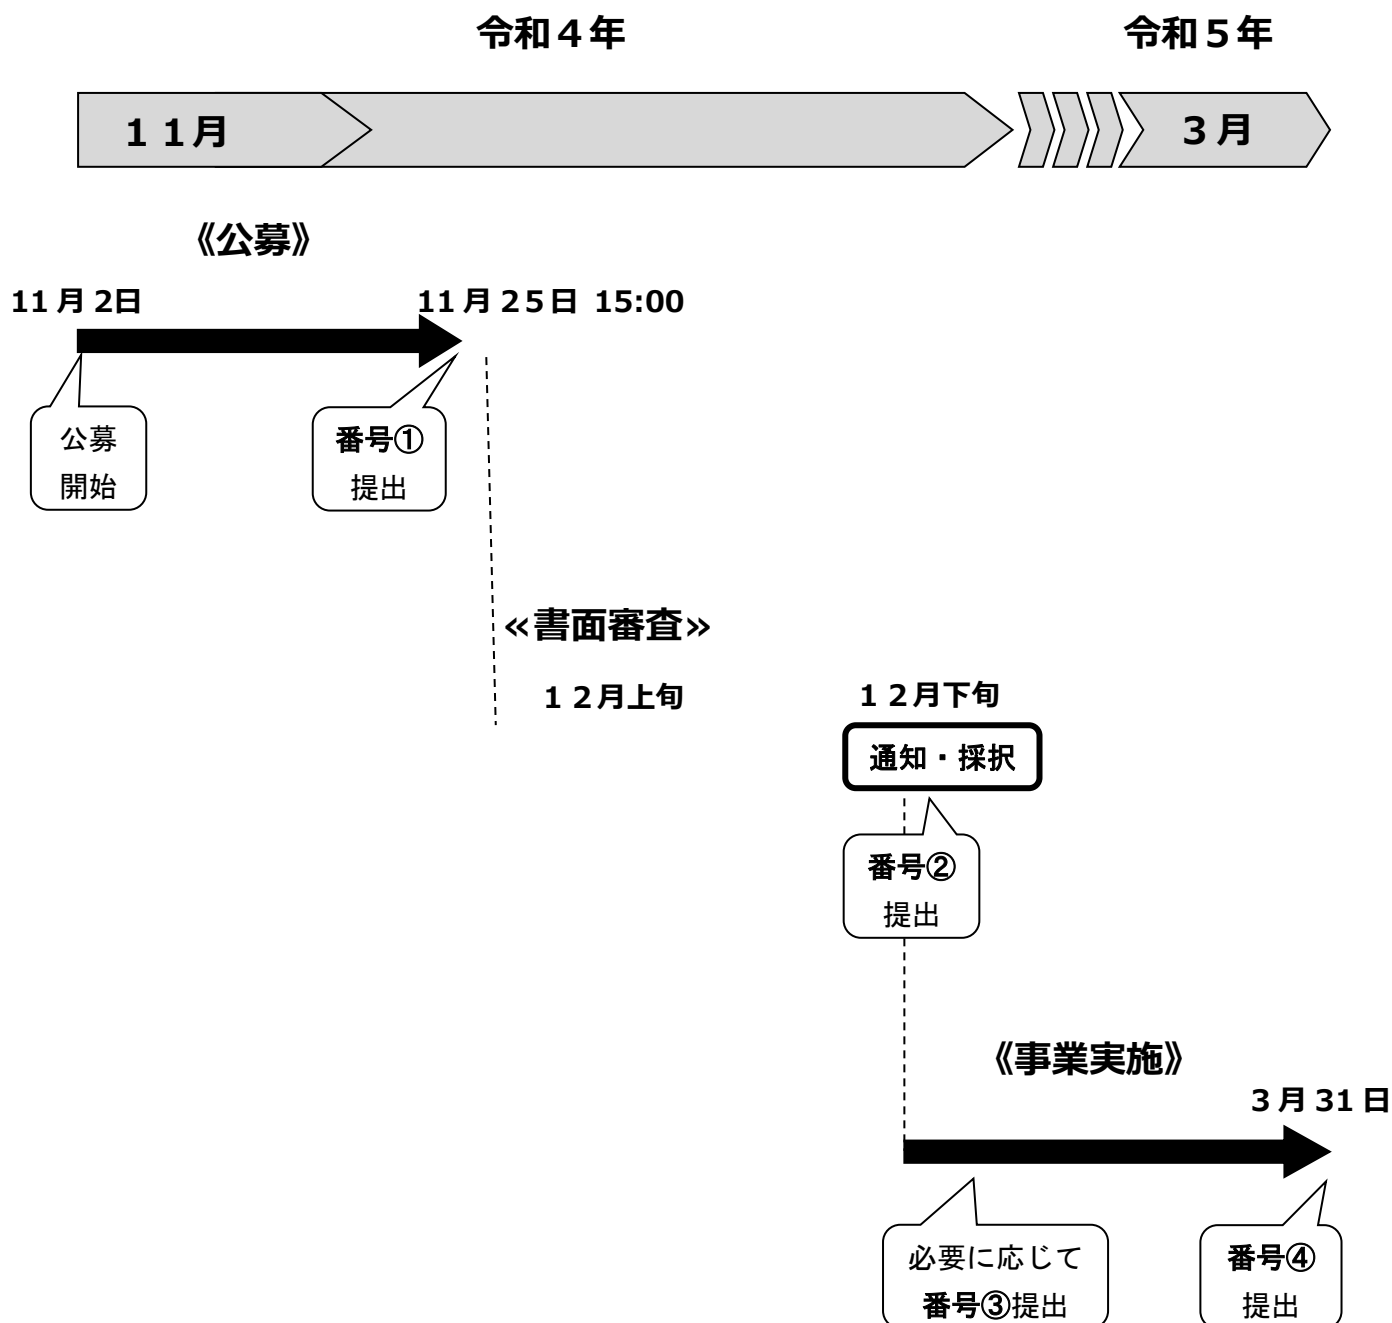 令和４年
令和５年
１１月
３月
《公募》
11月2日
11月25日 15:00
公募
開始
番号①
提出
≪書面審査≫
１２月上旬
１２月下旬
通知・採択
番号②
提出
《事業実施》
3月31日
必要に応じて
番号③提出
番号④
提出